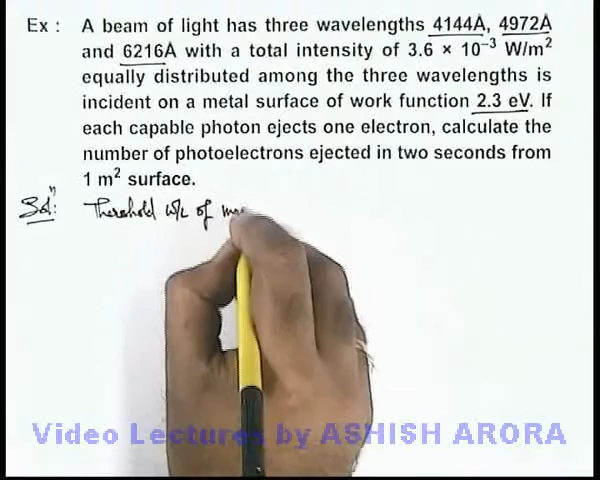 Ex : A beam of light has three wavelengths 4144Å, 4972Å
and 6216Å with a total intensity of 3.6 × 10⁻³ W/m²
equally distributed among the three wavelengths is
incident on a metal surface of work function 2.3 eV. If
each capable photon ejects one electron, calculate the
number of photoelectrons ejected in two seconds from
1 m² surface.
Solⁿ: Threshold w/L of
Video Lectures by ASHISH ARORA